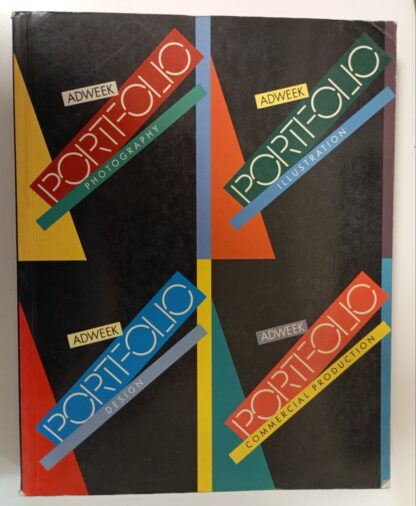 ADWEEK
PORTFOLIO
PHOTOGRAPHY
ADWEEK
PORTFOLIO
ILLUSTRATION
ADWEEK
PORTFOLIO
DESIGN
ADWEEK
PORTFOLIO
COMMERCIAL PRODUCTION